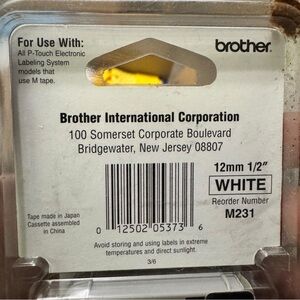 For Use With:
All P-Touch Electronic
Labeling System
models that
use M tape.
brother
Brother International Corporation
100 Somerset Corporate Boulevard
Bridgewater, New Jersey 08807
12mm 1/2"
WHITE
Reorder Number
M231
Tape made in Japan
Cassette assembled
in China
0 12502 05373 6
Avoid storing and using labels in extreme
temperatures and direct sunlight.
3/6